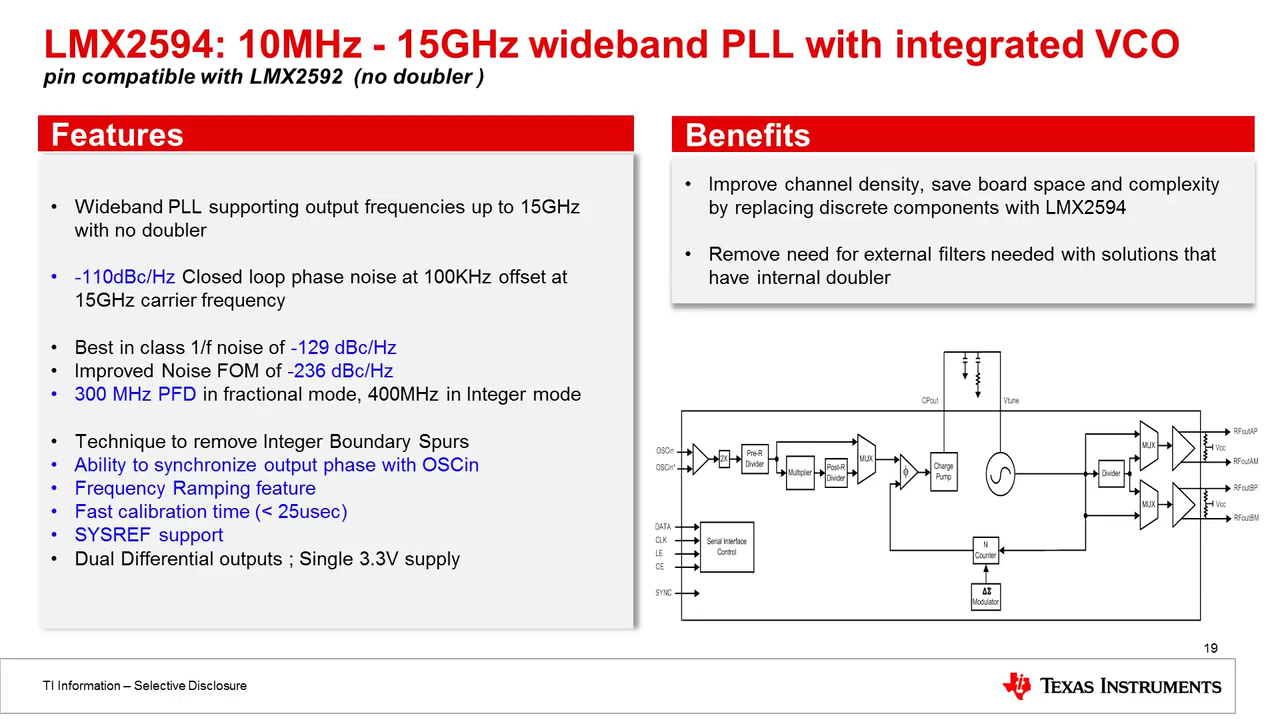 LMX2594: 10MHz - 15GHz wideband PLL with integrated VCO
pin compatible with LMX2592 (no doubler )
Features
• Wideband PLL supporting output frequencies up to 15GHz
with no doubler
• -110dBc/Hz Closed loop phase noise at 100KHz offset at
15GHz carrier frequency
• Best in class 1/f noise of -129 dBc/Hz
• Improved Noise FOM of -236 dBc/Hz
• 300 MHz PFD in fractional mode, 400MHz in Integer mode
• Technique to remove Integer Boundary Spurs
• Ability to synchronize output phase with OSCin
• Frequency Ramping feature
• Fast calibration time (< 25usec)
• SYSREF support
• Dual Differential outputs ; Single 3.3V supply
Benefits
• Improve channel density, save board space and complexity
by replacing discrete components with LMX2594
• Remove need for external filters needed with solutions that
have internal doubler
CPout
Vtune
OSCin
OSCin*
2X
Pre-R
Divider
Multiplier
Post-R
Divider
MUX
ϕ
Charge
Pump
Divider
MUX
MUX
RFoutAP
Vcc
RFoutAM
RFoutBP
Vcc
RFoutBM
DATA
CLK
LE
CE
SYNC
Serial Interface
Control
N
Counter
ΔΣ
Modulator
19
TI Information – Selective Disclosure
TEXAS INSTRUMENTS